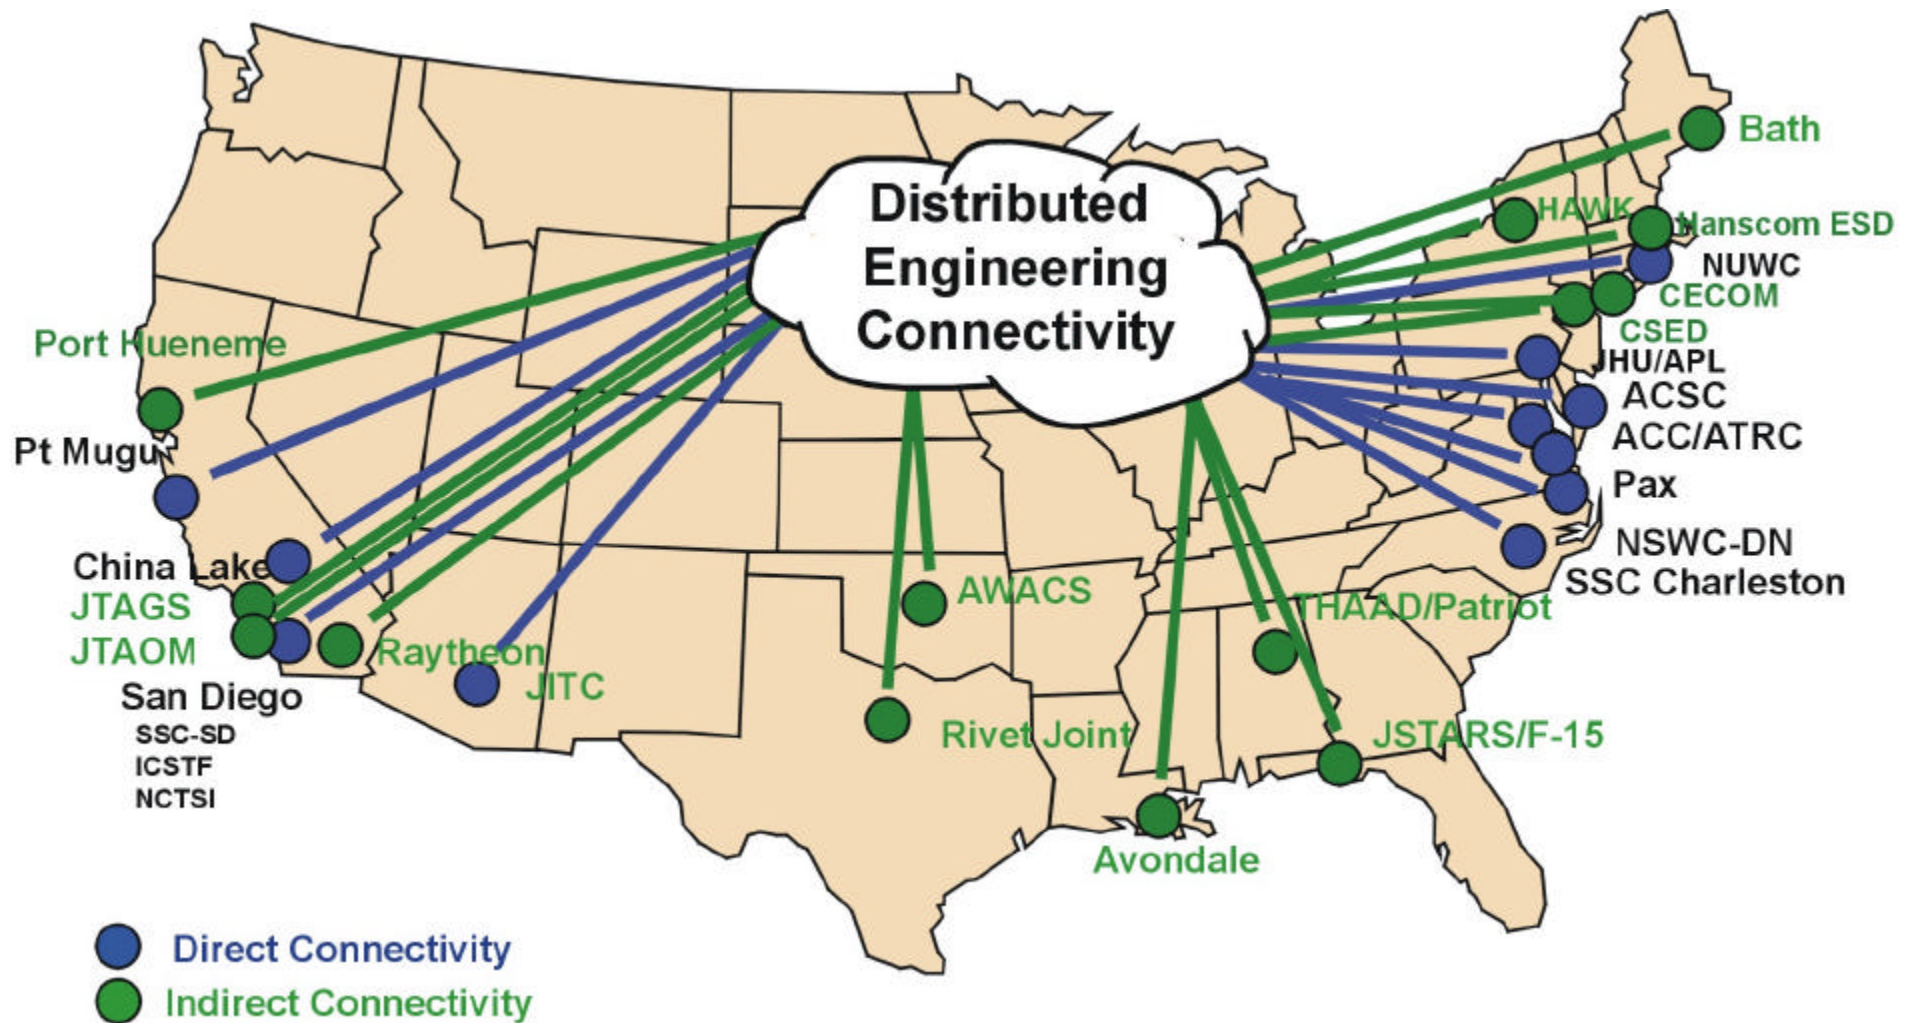 Distributed
Engineering
Connectivity
Bath
HAWK
Hanscom ESD
NUWC
CECOM
CSED
JHU/APL
ACSC
ACC/ATRC
Pax
NSWC-DN
SSC Charleston
Port Hueneme
Pt Mugu
China Lake
JTAGS
JTAOM
San Diego
SSC-SD
ICSTF
NCTSI
Raytheon
JITC
AWACS
Rivet Joint
THAAD/Patriot
JSTARS/F-15
Avondale
Direct Connectivity
Indirect Connectivity